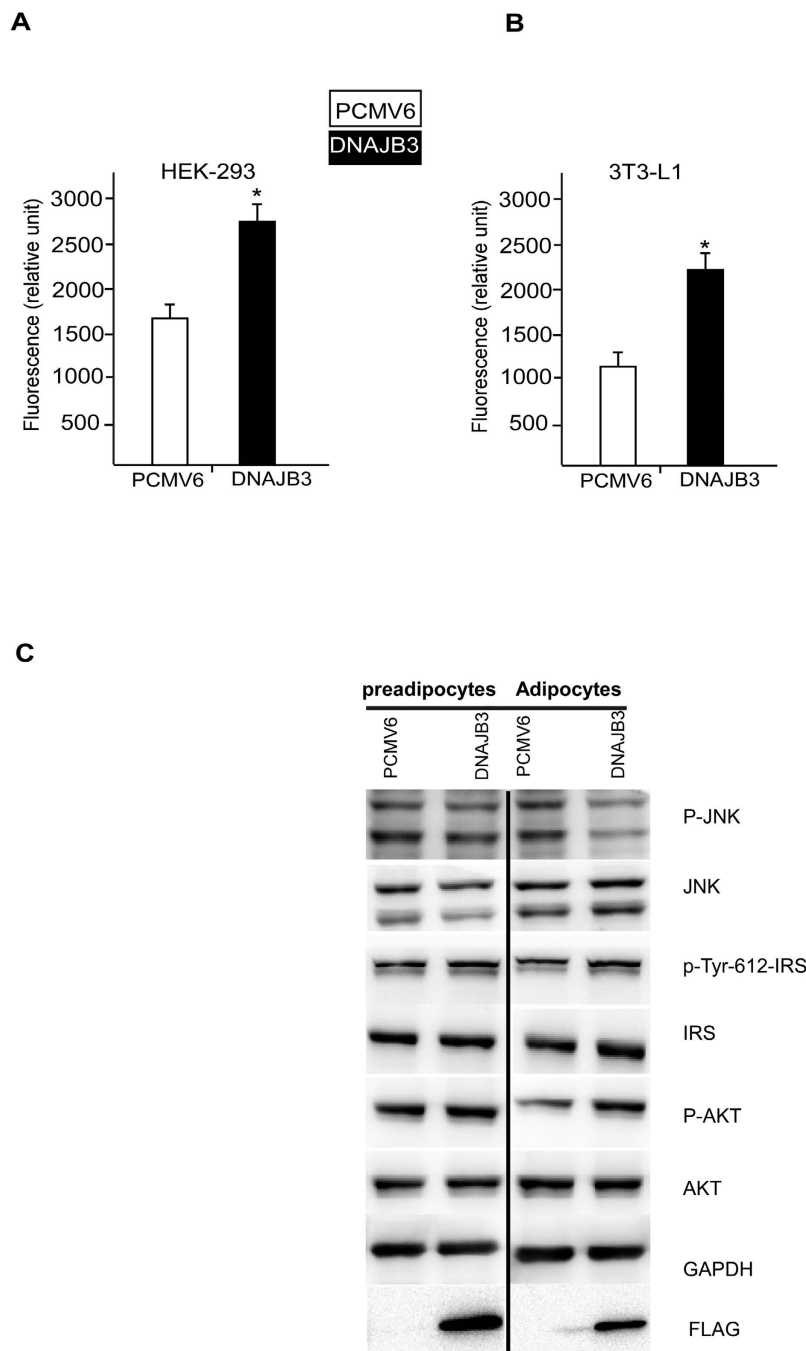 A
B
PCMV6
DNAJB3
HEK-293
Fluorescence (relative unit)
3000
2500
2000
1500
1000
500
*
PCMV6
DNAJB3
3T3-L1
Fluorescence (relative unit)
3000
2500
2000
1500
1000
500
*
PCMV6
DNAJB3
C
preadipocytes
Adipocytes
PCMV6
DNAJB3
PCMV6
DNAJB3
P-JNK
JNK
p-Tyr-612-IRS
IRS
P-AKT
AKT
GAPDH
FLAG